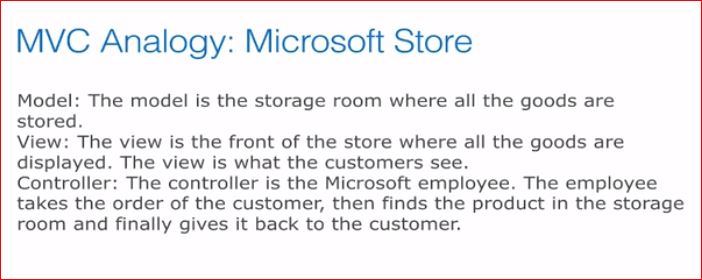 MVC Analogy: Microsoft Store
Model: The model is the storage room where all the goods are
stored.
View: The view is the front of the store where all the goods are
displayed. The view is what the customers see.
Controller: The controller is the Microsoft employee. The employee
takes the order of the customer, then finds the product in the storage
room and finally gives it back to the customer.